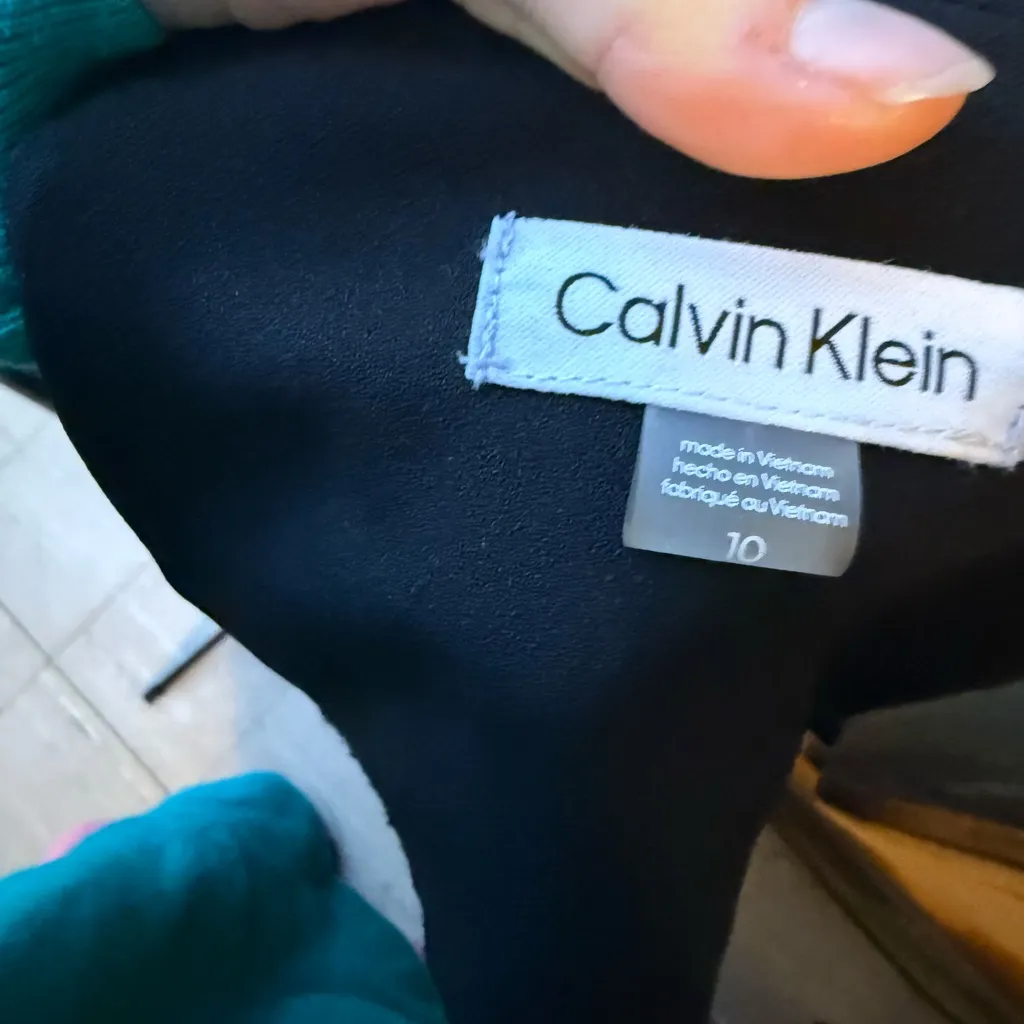 Calvin Klein
made in Vietnam
hecho en Vietnam
fabriqué au Vietnam
10